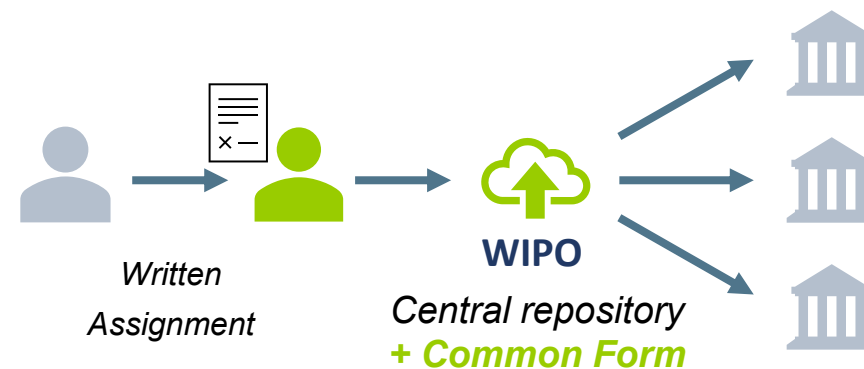 Written
Assignment
WIPO
Central repository
+ Common Form